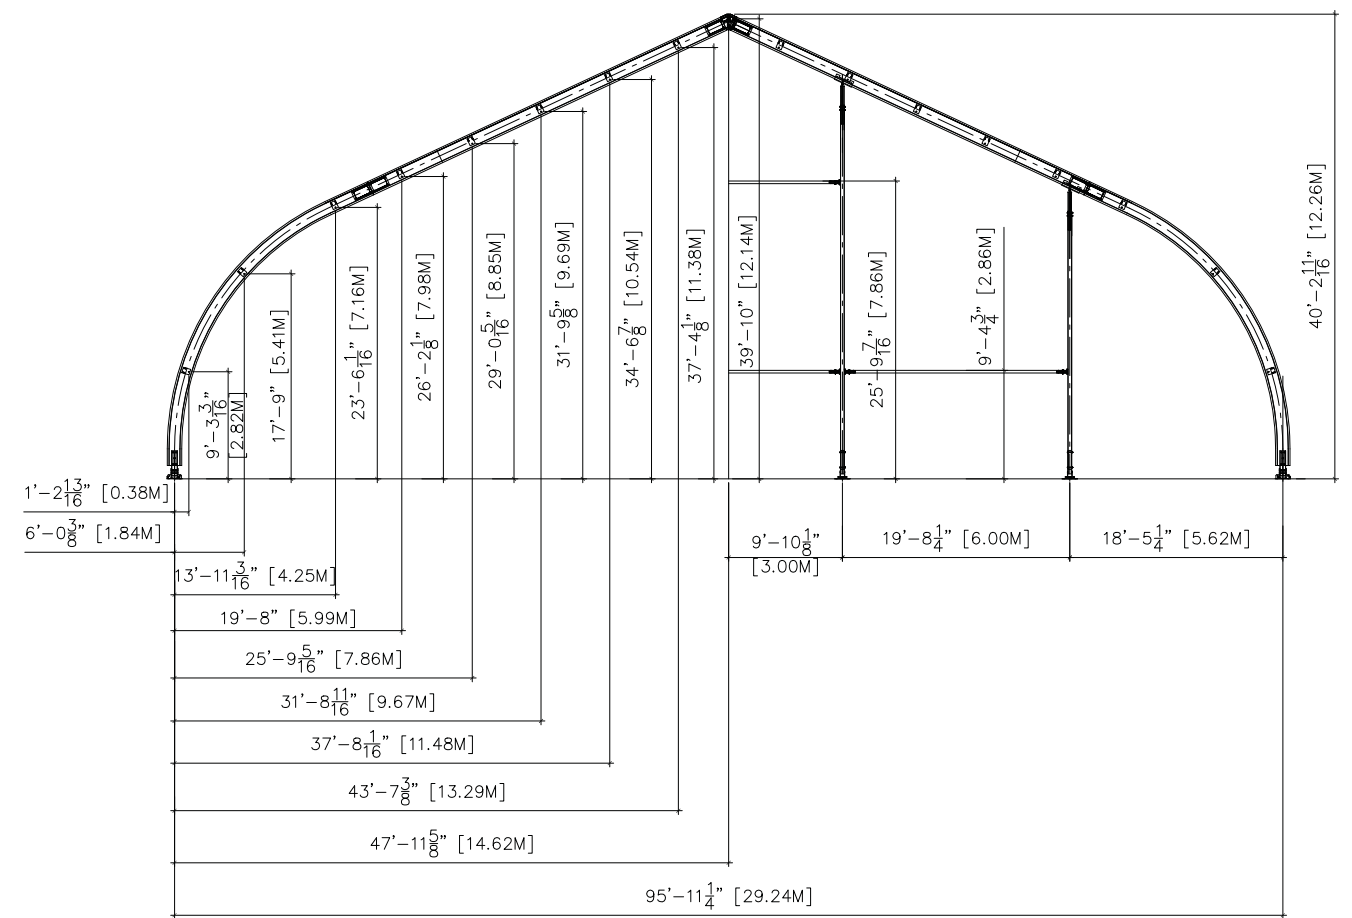 9'-3 3/16" [2.82M]
17'-9" [5.41M]
23'-6 1/16" [7.16M]
26'-2 1/8" [7.98M]
29'-0 5/16" [8.85M]
31'-9 5/8" [9.69M]
34'-6 7/8" [10.54M]
37'-4 1/8" [11.38M]
39'-10" [12.14M]
25'-9 7/16" [7.86M]
9'-4 3/4" [2.86M]
40'-2 11/16" [12.26M]
1'-2 13/16" [0.38M]
6'-0 3/8" [1.84M]
9'-10 1/8"
[3.00M]
19'-8 1/4" [6.00M]
18'-5 1/4" [5.62M]
13'-11 3/16" [4.25M]
19'-8" [5.99M]
25'-9 5/16" [7.86M]
31'-8 11/16" [9.67M]
37'-8 1/16" [11.48M]
43'-7 3/8" [13.29M]
47'-11 5/8" [14.62M]
95'-11 1/4" [29.24M]